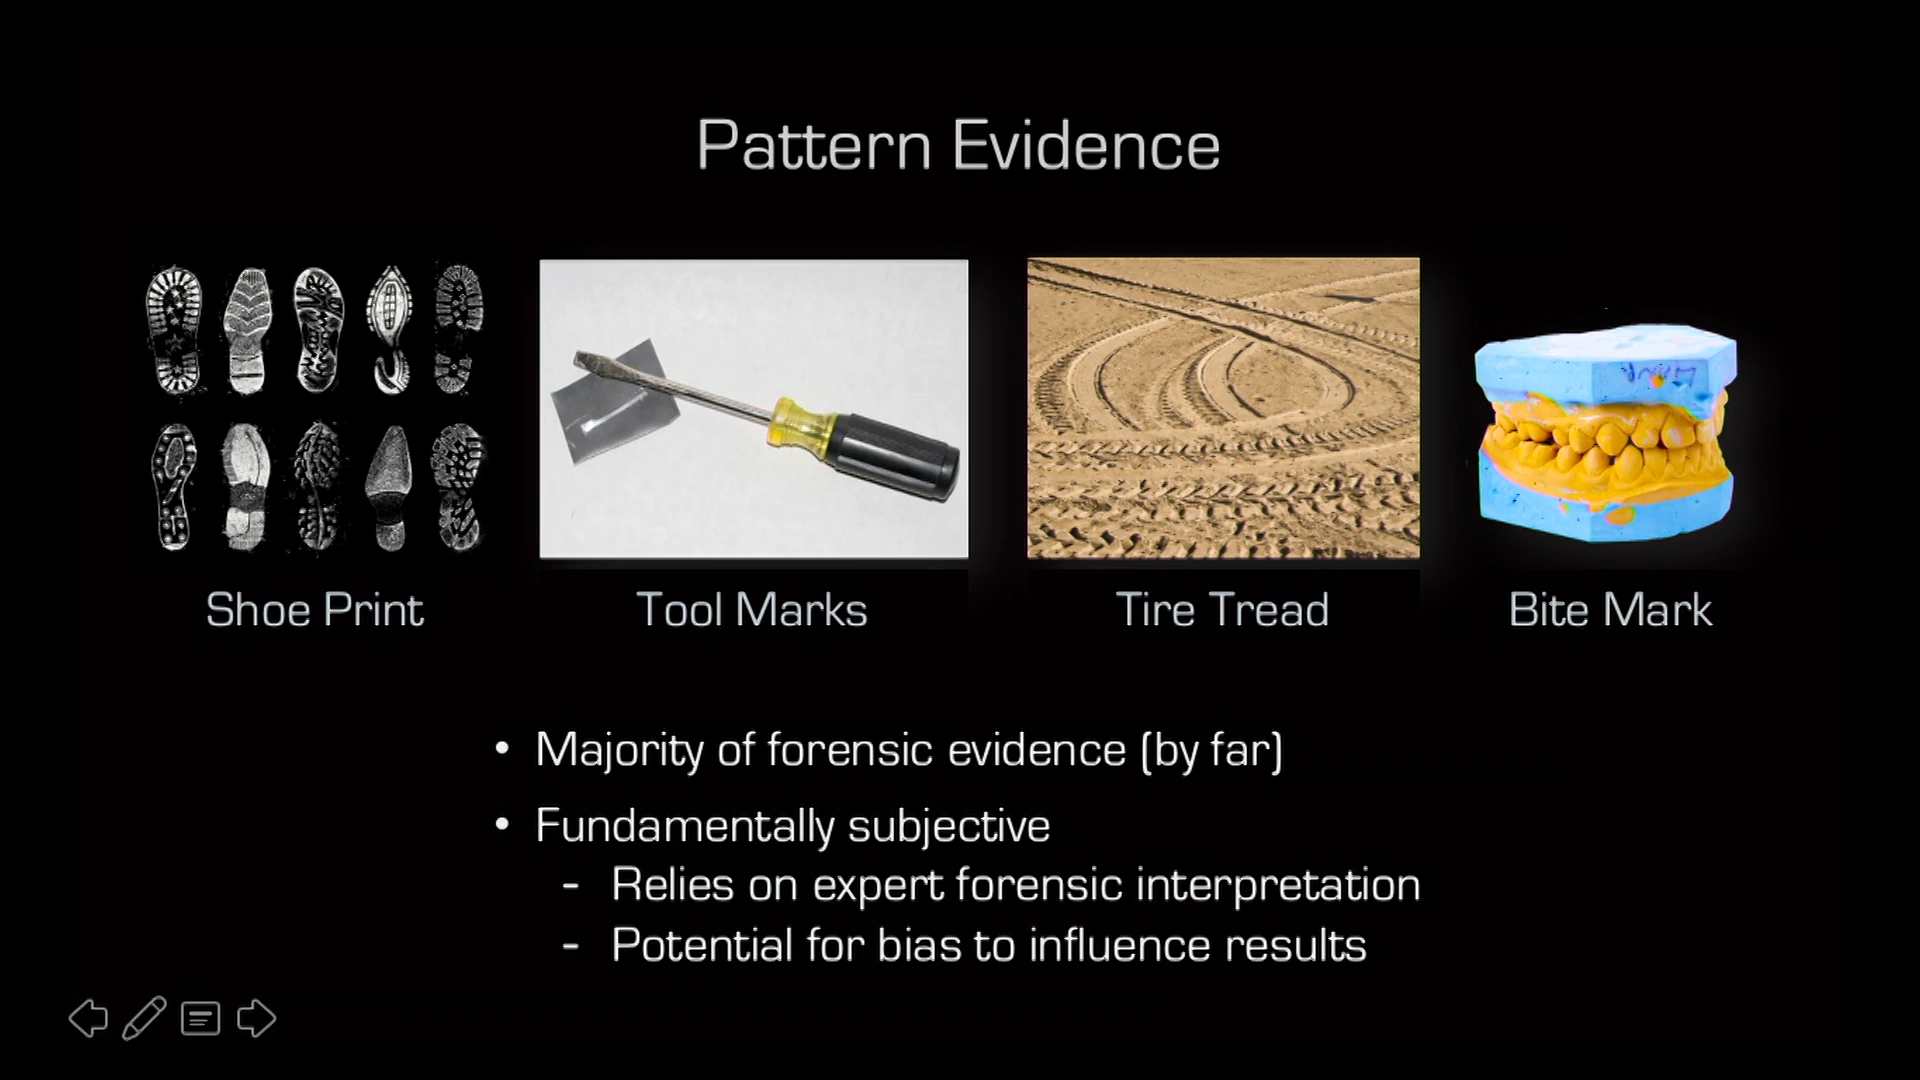 Pattern Evidence
Shoe Print
Tool Marks
Tire Tread
Bite Mark
• Majority of forensic evidence (by far)
• Fundamentally subjective
- Relies on expert forensic interpretation
- Potential for bias to influence results